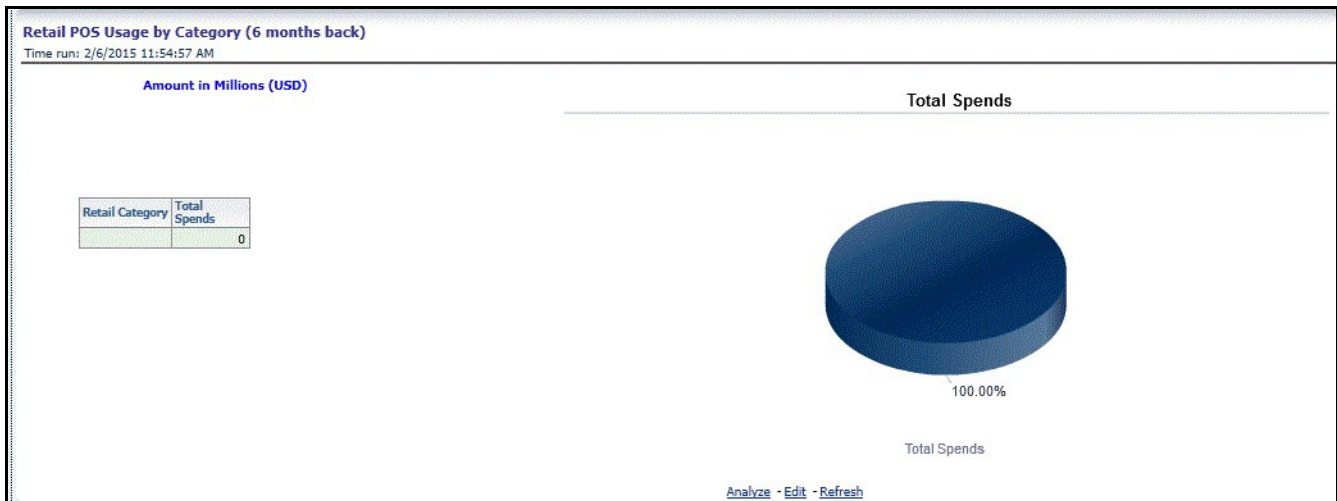 Retail POS Usage by Category (6 months back)
Time run: 2/6/2015 11:54:57 AM
Amount in Millions (USD)
Retail Category Total Spends
0
Total Spends
100.00%
Total Spends
Analyze - Edit - Refresh